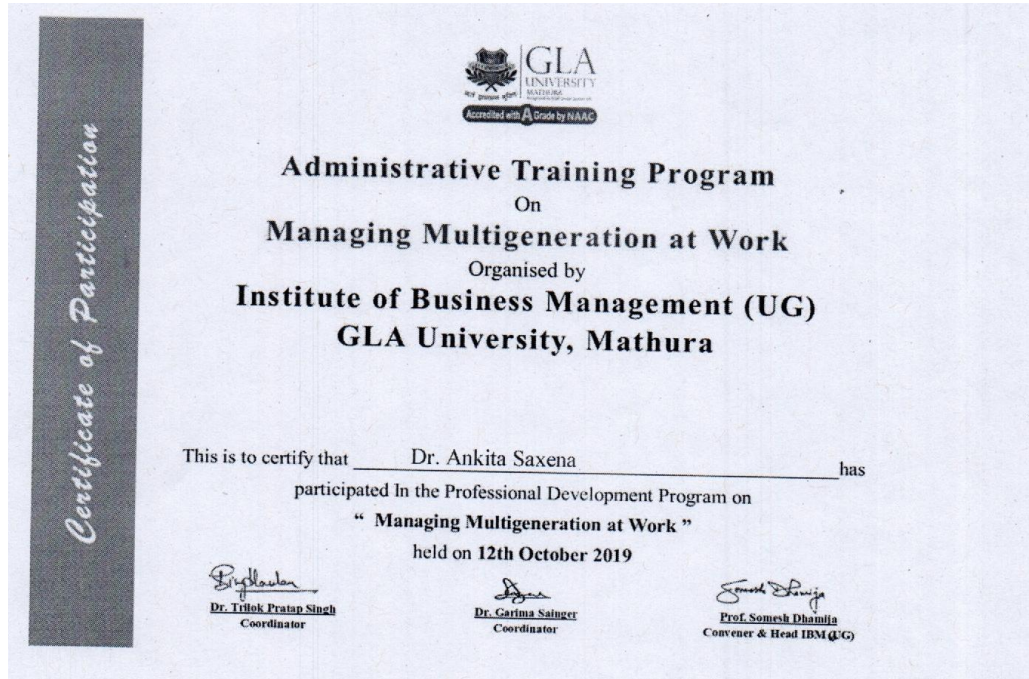 Certificate of Participation
GLA
UNIVERSITY
MATHURA
Accredited with A Grade by NAAC
Administrative Training Program
On
Managing Multigeneration at Work
Organised by
Institute of Business Management (UG)
GLA University, Mathura
This is to certify that Dr. Ankita Saxena has
participated In the Professional Development Program on
“ Managing Multigeneration at Work ”
held on 12th October 2019
Somesh Dhamija
Dr. Trilok Pratap Singh
Coordinator
Dr. Garima Sainger
Coordinator
Prof. Somesh Dhamija
Convener & Head IBM (UG)